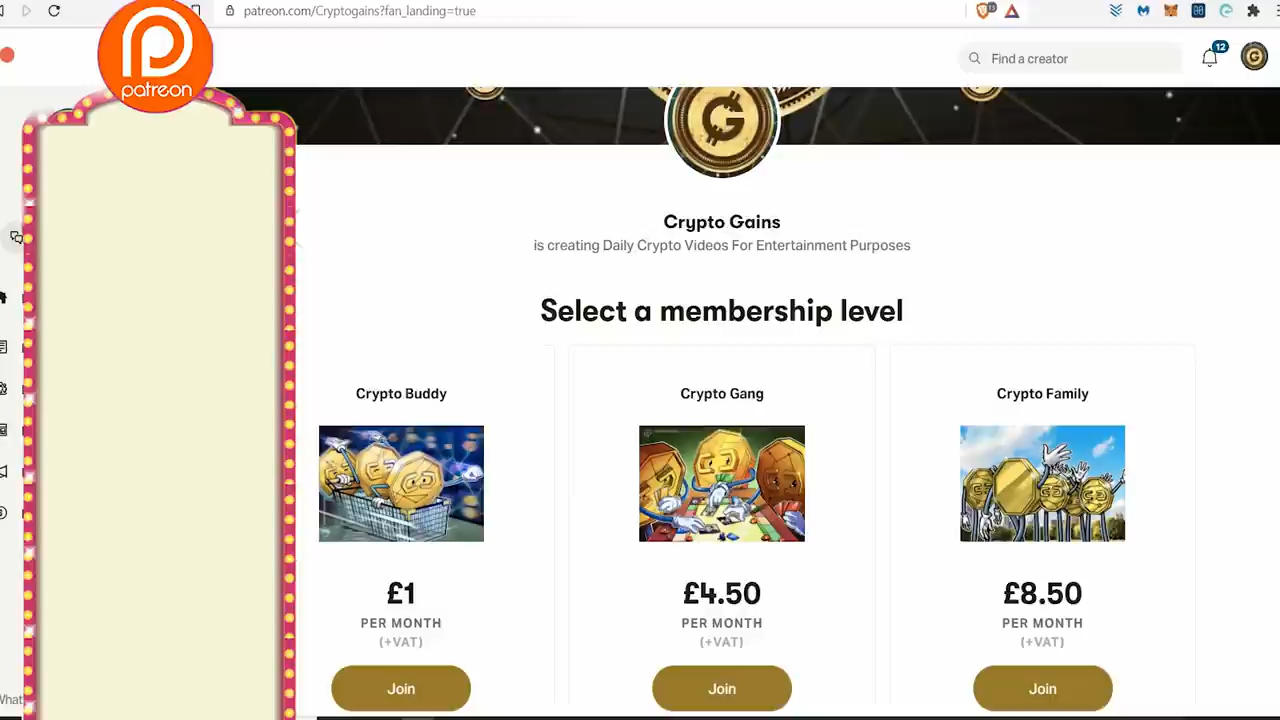 patreon.com/Cryptogains?fan_landing=true
patreon
Find a creator
12
Crypto Gains
is creating Daily Crypto Videos For Entertainment Purposes
Select a membership level
Crypto Buddy
Crypto Gang
Crypto Family
£1
£4.50
£8.50
PER MONTH
PER MONTH
PER MONTH
(+VAT)
(+VAT)
(+VAT)
Join
Join
Join
What